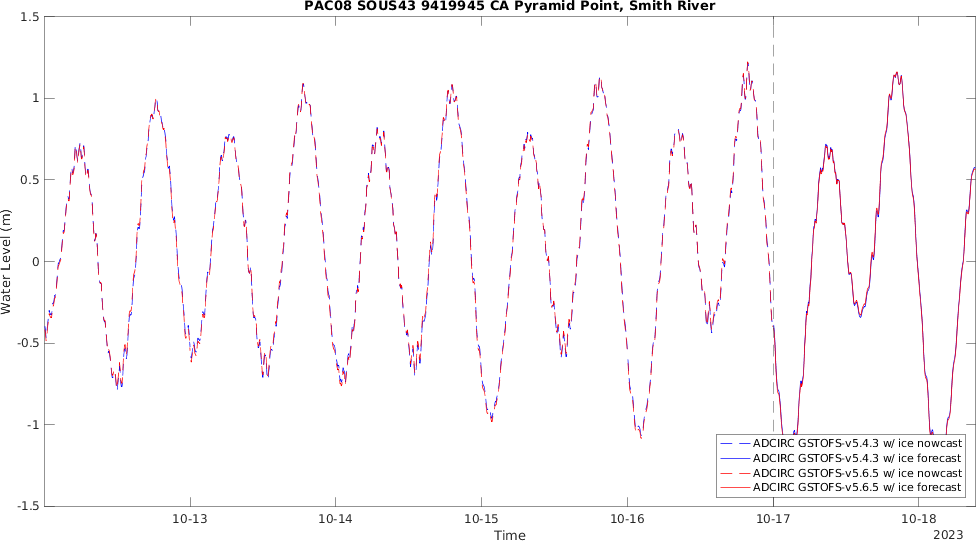 PAC08 SOUS43 9419945 CA Pyramid Point, Smith River
1.5
1
0.5
0
-0.5
-1
-1.5
Water Level (m)
ADCIRC GSTOFS-v5.4.3 w/ ice nowcast
ADCIRC GSTOFS-v5.4.3 w/ ice forecast
ADCIRC GSTOFS-v5.6.5 w/ ice nowcast
ADCIRC GSTOFS-v5.6.5 w/ ice forecast
10-13 10-14 10-15 10-16 10-17 10-18
Time
2023